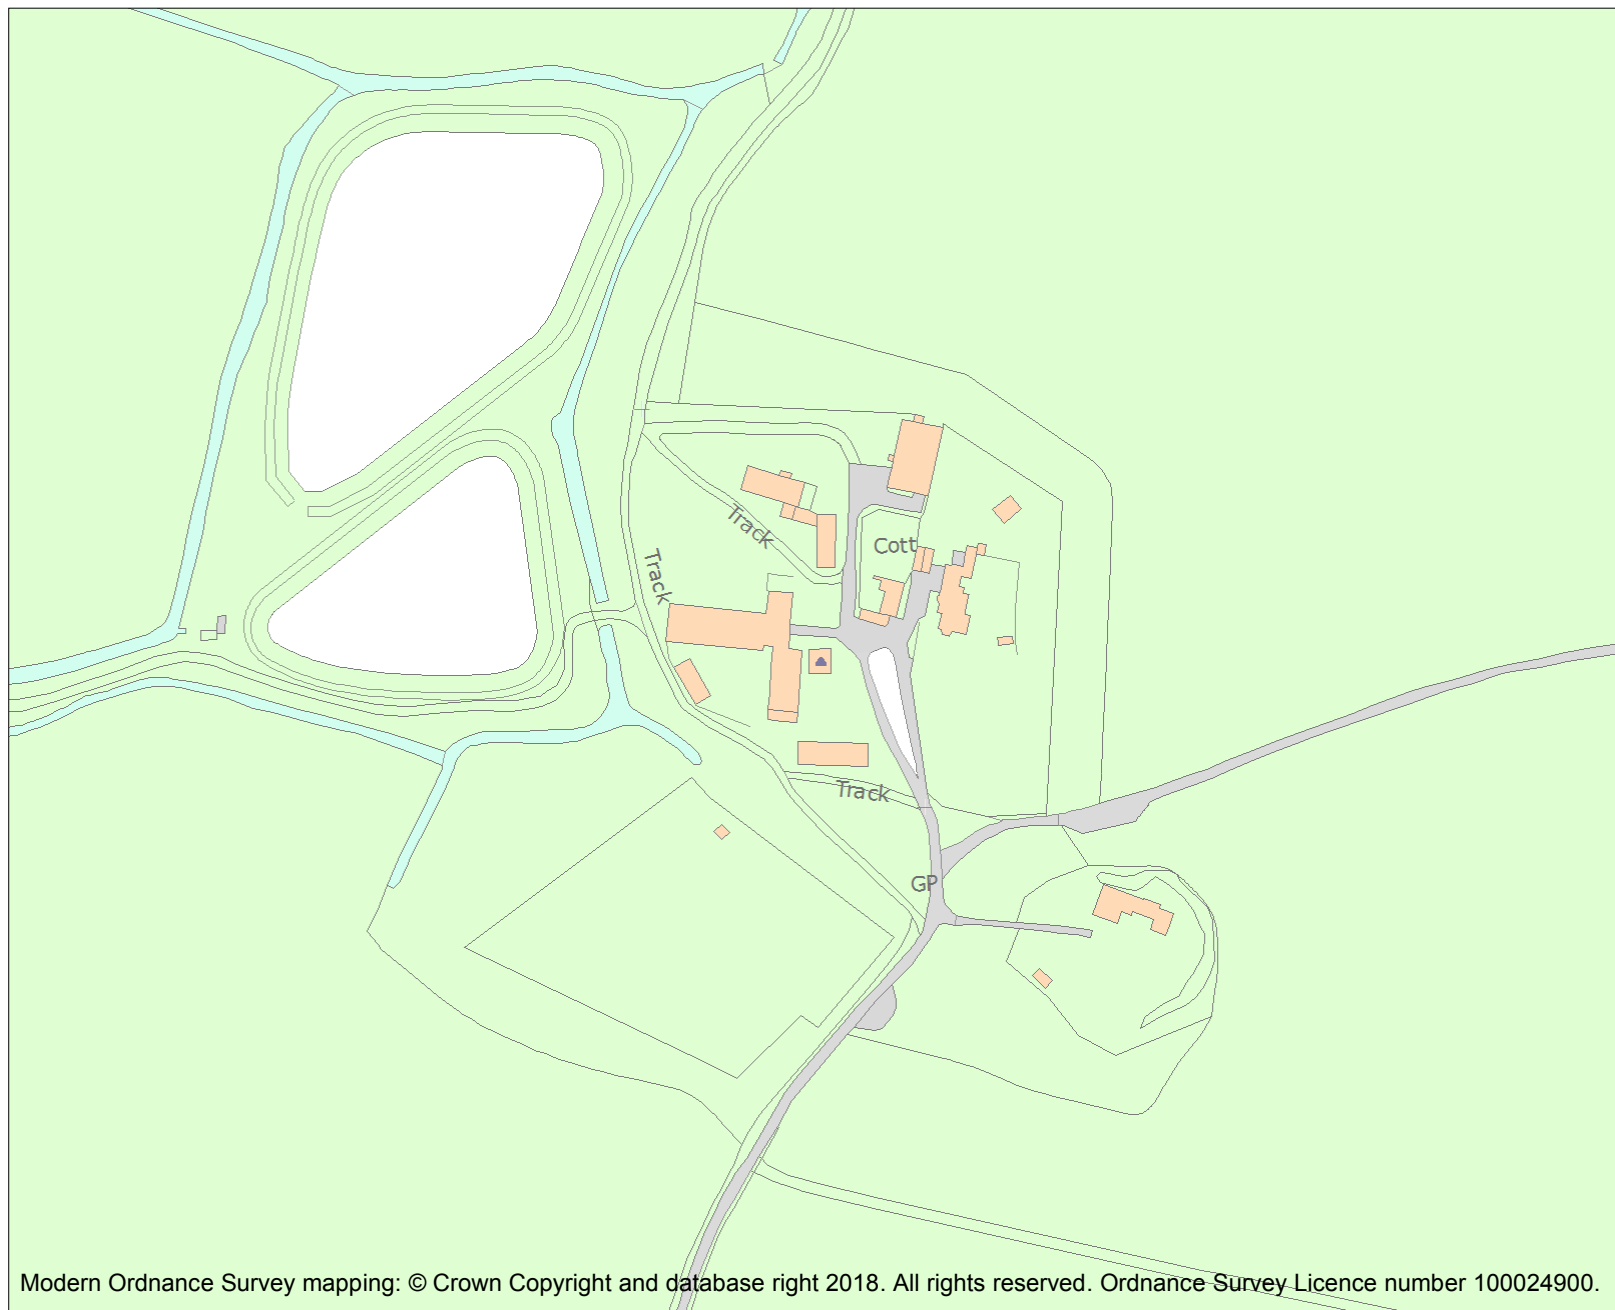 Track
Cott
Track
Track
GP
Modern Ordnance Survey mapping: © Crown Copyright and database right 2018. All rights reserved. Ordnance Survey Licence number 100024900.